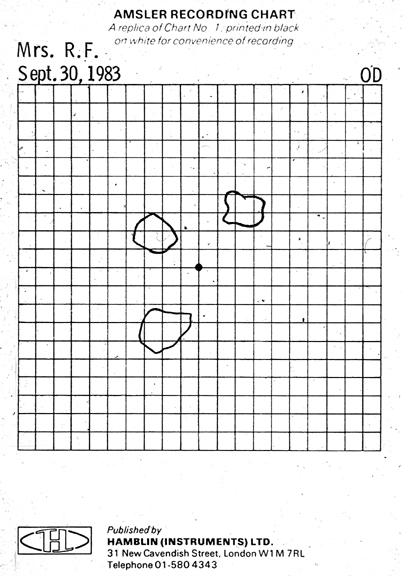 AMSLER RECORDING CHART
A replica of Chart No. 1, printed in black
on white for convenience of recording
Mrs. R.F.
Sept. 30, 1983 OD
Published by
HAMBLIN (INSTRUMENTS) LTD.
31 New Cavendish Street, London W1M 7RL
Telephone 01-580 4343